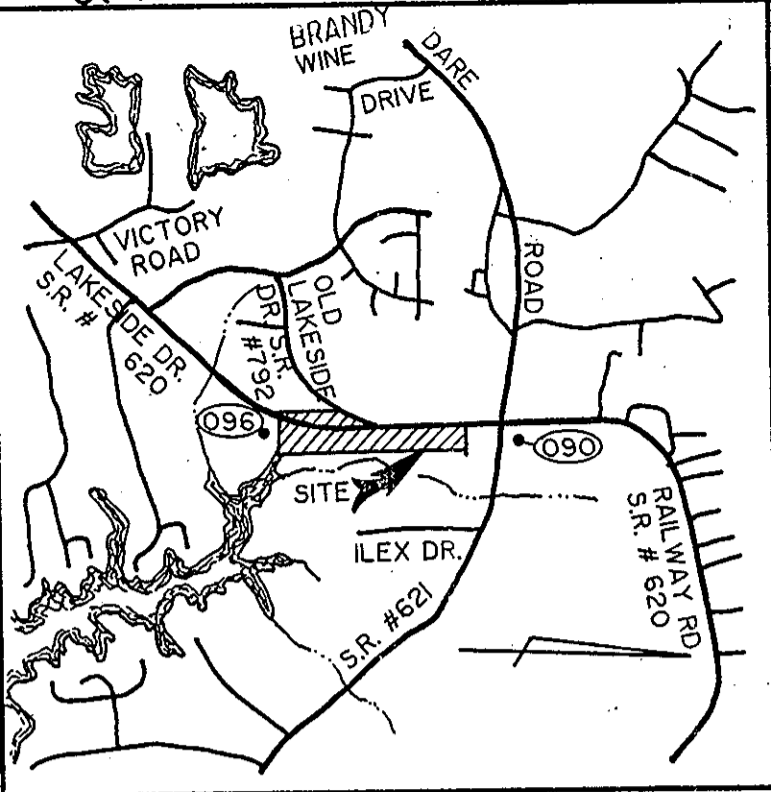 BRANDY
WINE
DRIVE
DARE
ROAD
VICTORY
ROAD
LAKESIDE DR.
S.R. # 620
OLD
LAKESIDE
DR. S.R.
#792
096
090
SITE
ILEX DR.
S.R. #621
RAILWAY RD
S.R. # 620